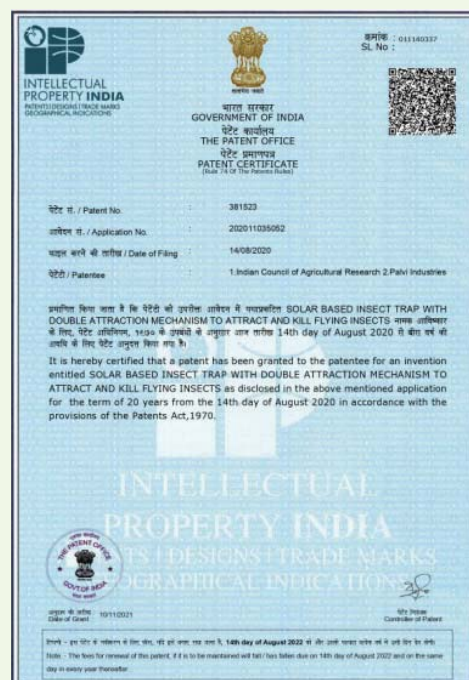 क्रमांक : 011140337
SL No :
INTELLECTUAL
PROPERTY INDIA
PATENTS | DESIGNS | TRADE MARKS
GEOGRAPHICAL INDICATIONS
भारत सरकार
GOVERNMENT OF INDIA
पेटेंट कार्यालय
THE PATENT OFFICE
पेटेंट प्रमाणपत्र
PATENT CERTIFICATE
(Rule 74 Of The Patents Rules)
पेटेंट सं. / Patent No. : 381523
आवेदन सं. / Application No. : 202011035052
फाइल करने की तारीख / Date of Filing : 14/08/2020
पेटेंटी / Patentee : 1.Indian Council of Agricultural Research 2.Palvi Industries
प्रमाणित किया जाता है कि पेटेंटी को उपरोक्त आवेदन में यथाप्रकटित SOLAR BASED INSECT TRAP WITH
DOUBLE ATTRACTION MECHANISM TO ATTRACT AND KILL FLYING INSECTS नामक आविष्कार
के लिए, पेटेंट अधिनियम, १९७० के उपबंधों के अनुसार आज तारीख 14th day of August 2020 से बीस वर्ष की
अवधि के लिए पेटेंट अनुदत्त किया गया है।
It is hereby certified that a patent has been granted to the patentee for an invention
entitled SOLAR BASED INSECT TRAP WITH DOUBLE ATTRACTION MECHANISM TO
ATTRACT AND KILL FLYING INSECTS as disclosed in the above mentioned application
for the term of 20 years from the 14th day of August 2020 in accordance with the
provisions of the Patents Act,1970.
INTELLECTUAL
PROPERTY INDIA
TS | DESIGNS | TRADE MARKS
OGRAPHICAL INDICATIONS
THE PATENT OFFICE
GOVT.OF INDIA
अनुदान की तारीख : 10/11/2021
Date of Grant
पेटेंट नियंत्रक
Controller of Patent
14th day of August 2022
Note. - The fees for renewal of this patent, if it is to be maintained will fall / has fallen due on 14th day of August 2022 and on the same
day in every year thereafter.